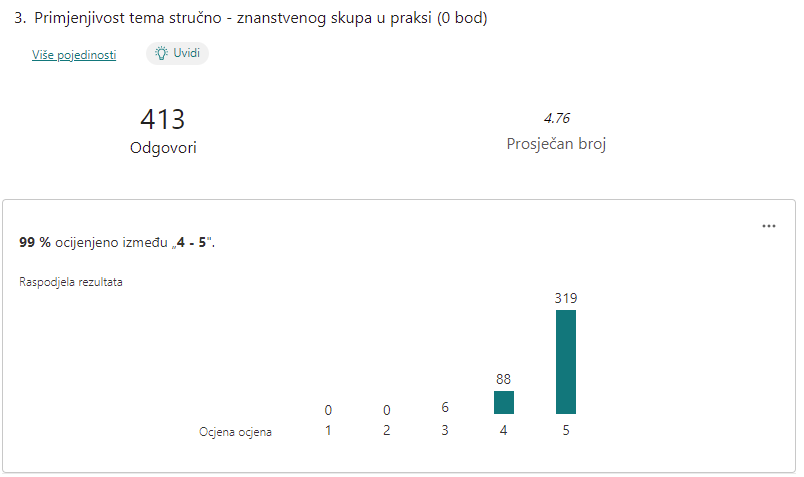 3. Primjenjivost tema stručno - znanstvenog skupa u praksi (0 bod)
Više pojedinosti
Uvidi
413
Odgovori
4.76
Prosječan broj
99 % ocijenjeno između „4 - 5".
Raspodjela rezultata
0 0 6 88 319
Ocjena ocjena 1 2 3 4 5